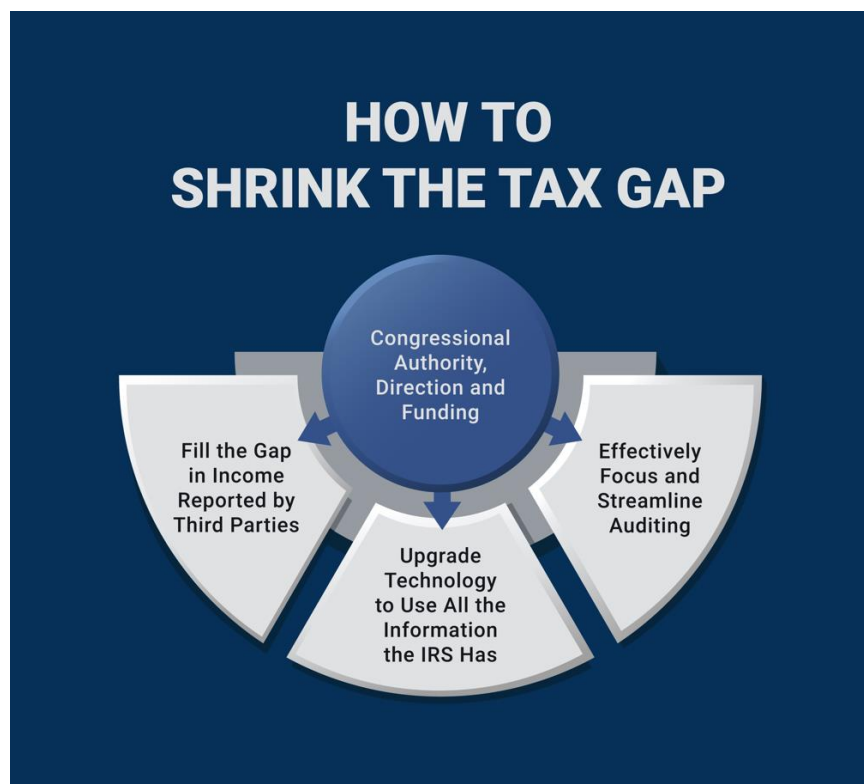 HOW TO
SHRINK THE TAX GAP
Congressional
Authority,
Direction and
Funding
Fill the Gap
in Income
Reported by
Third Parties
Upgrade
Technology
to Use All the
Information
the IRS Has
Effectively
Focus and
Streamline
Auditing